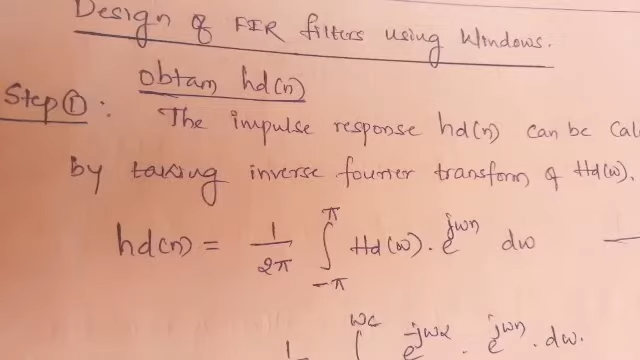 Design of FIR filters using Windows.
Obtain hd(n)
Step ①:
The impulse response hd(n) can be Cal
by taking inverse fourier transform of Hd(ω).
hd(n) = 1/2π ∫_{-π}^{π} Hd(ω). e^{jωn} dω
1 ∫^{ωc} e^{-jωα} . e^{jωn} . dω.